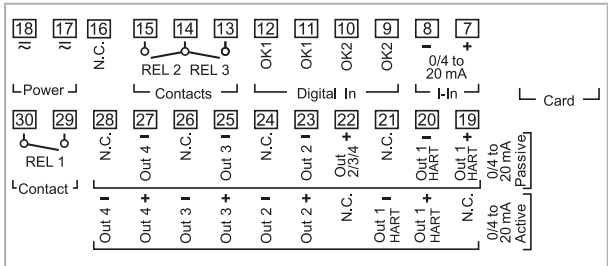 18 17 16 15 14 13 12 11 10 9 8 7
≂ ≂ N.C. OK1 OK1 OK2 OK2 − +
REL 2 REL 3 0/4 to
20 mA
Power Contacts Digital In I-In Card
30 29 28 27 26 25 24 23 22 21 20 19
REL 1 N.C. Out 4 − N.C. Out 3 − N.C. Out 2 − Out 2/3/4 + N.C. Out 1 − HART Out 1 + HART 0/4 to 20 mA Passive
Contact
Out 4 − Out 4 + Out 3 − Out 3 + Out 2 − Out 2 + N.C. Out 1 − HART Out 1 + HART N.C. 0/4 to 20 mA Active